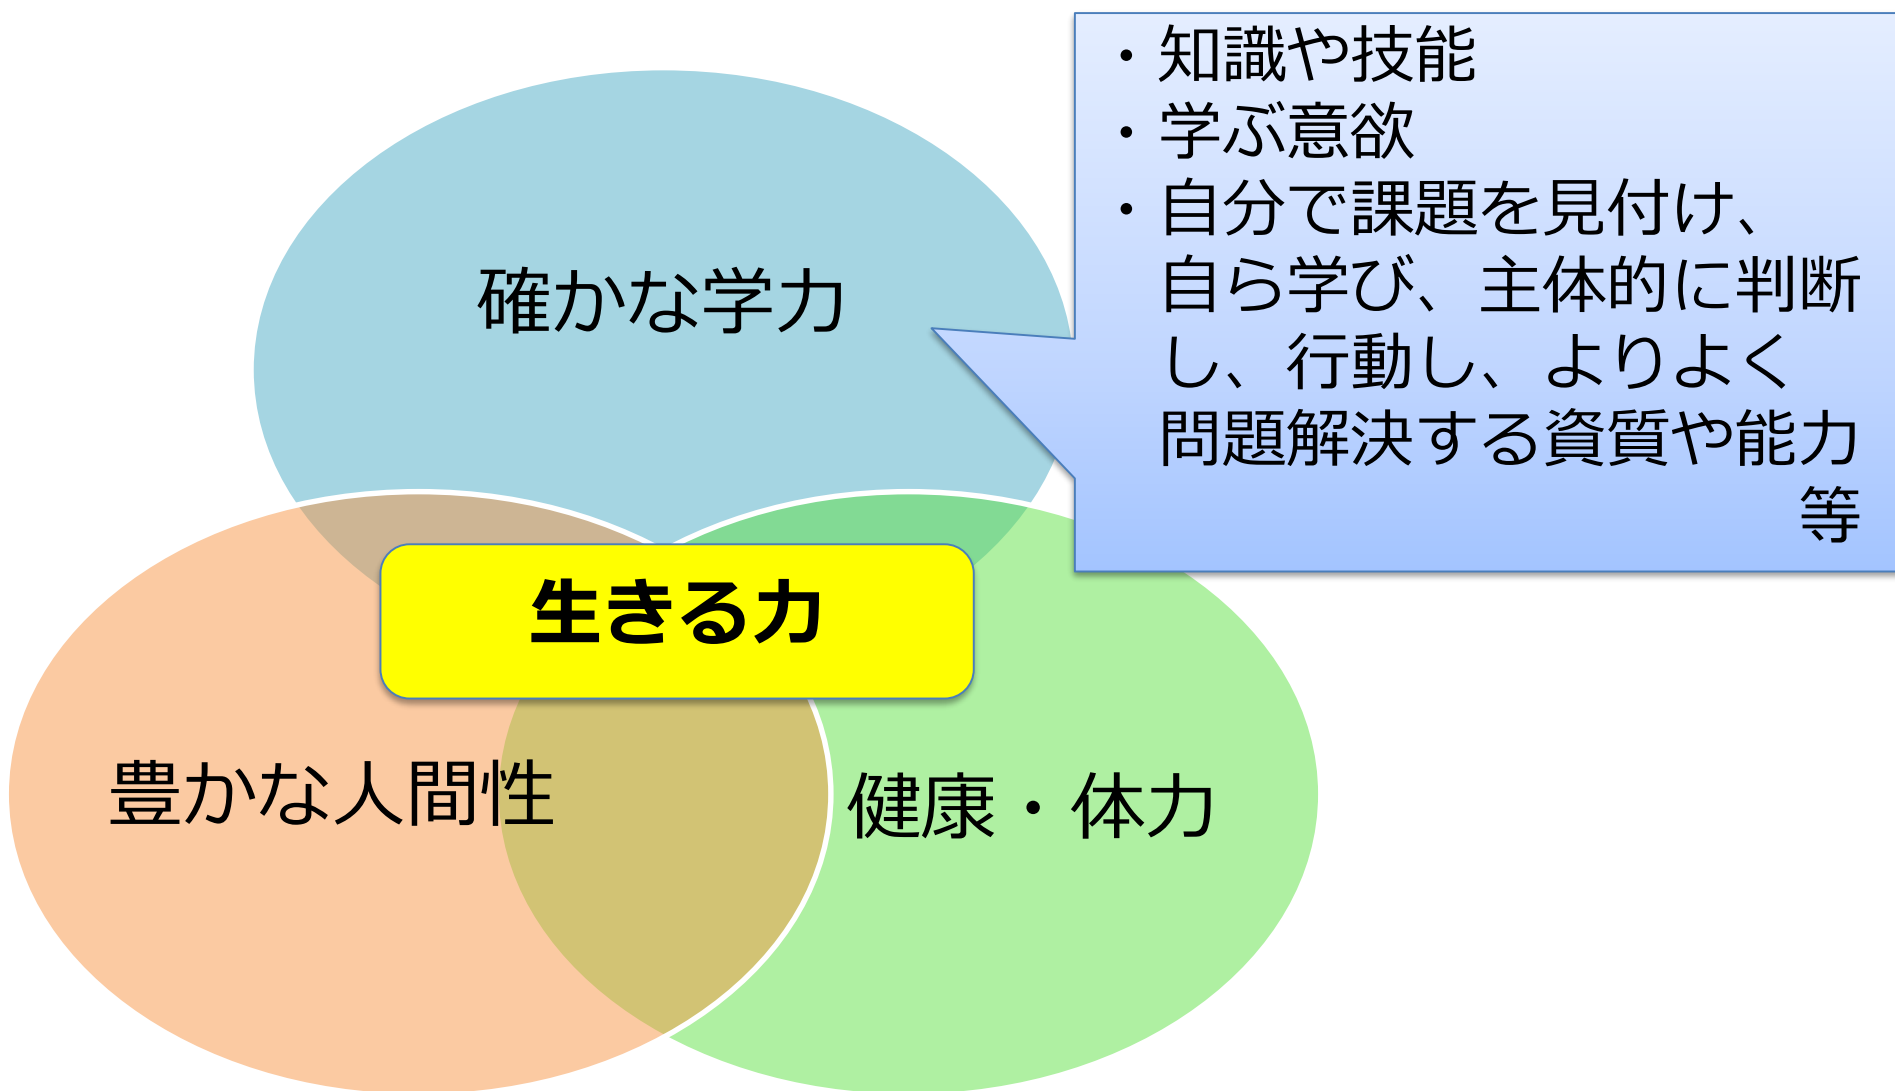 ・知識や技能
・学ぶ意欲
・自分で課題を見付け、
自ら学び、主体的に判断
し、行動し、よりよく
問題解決する資質や能力
等
確かな学力
生きる力
豊かな人間性
健康・体力